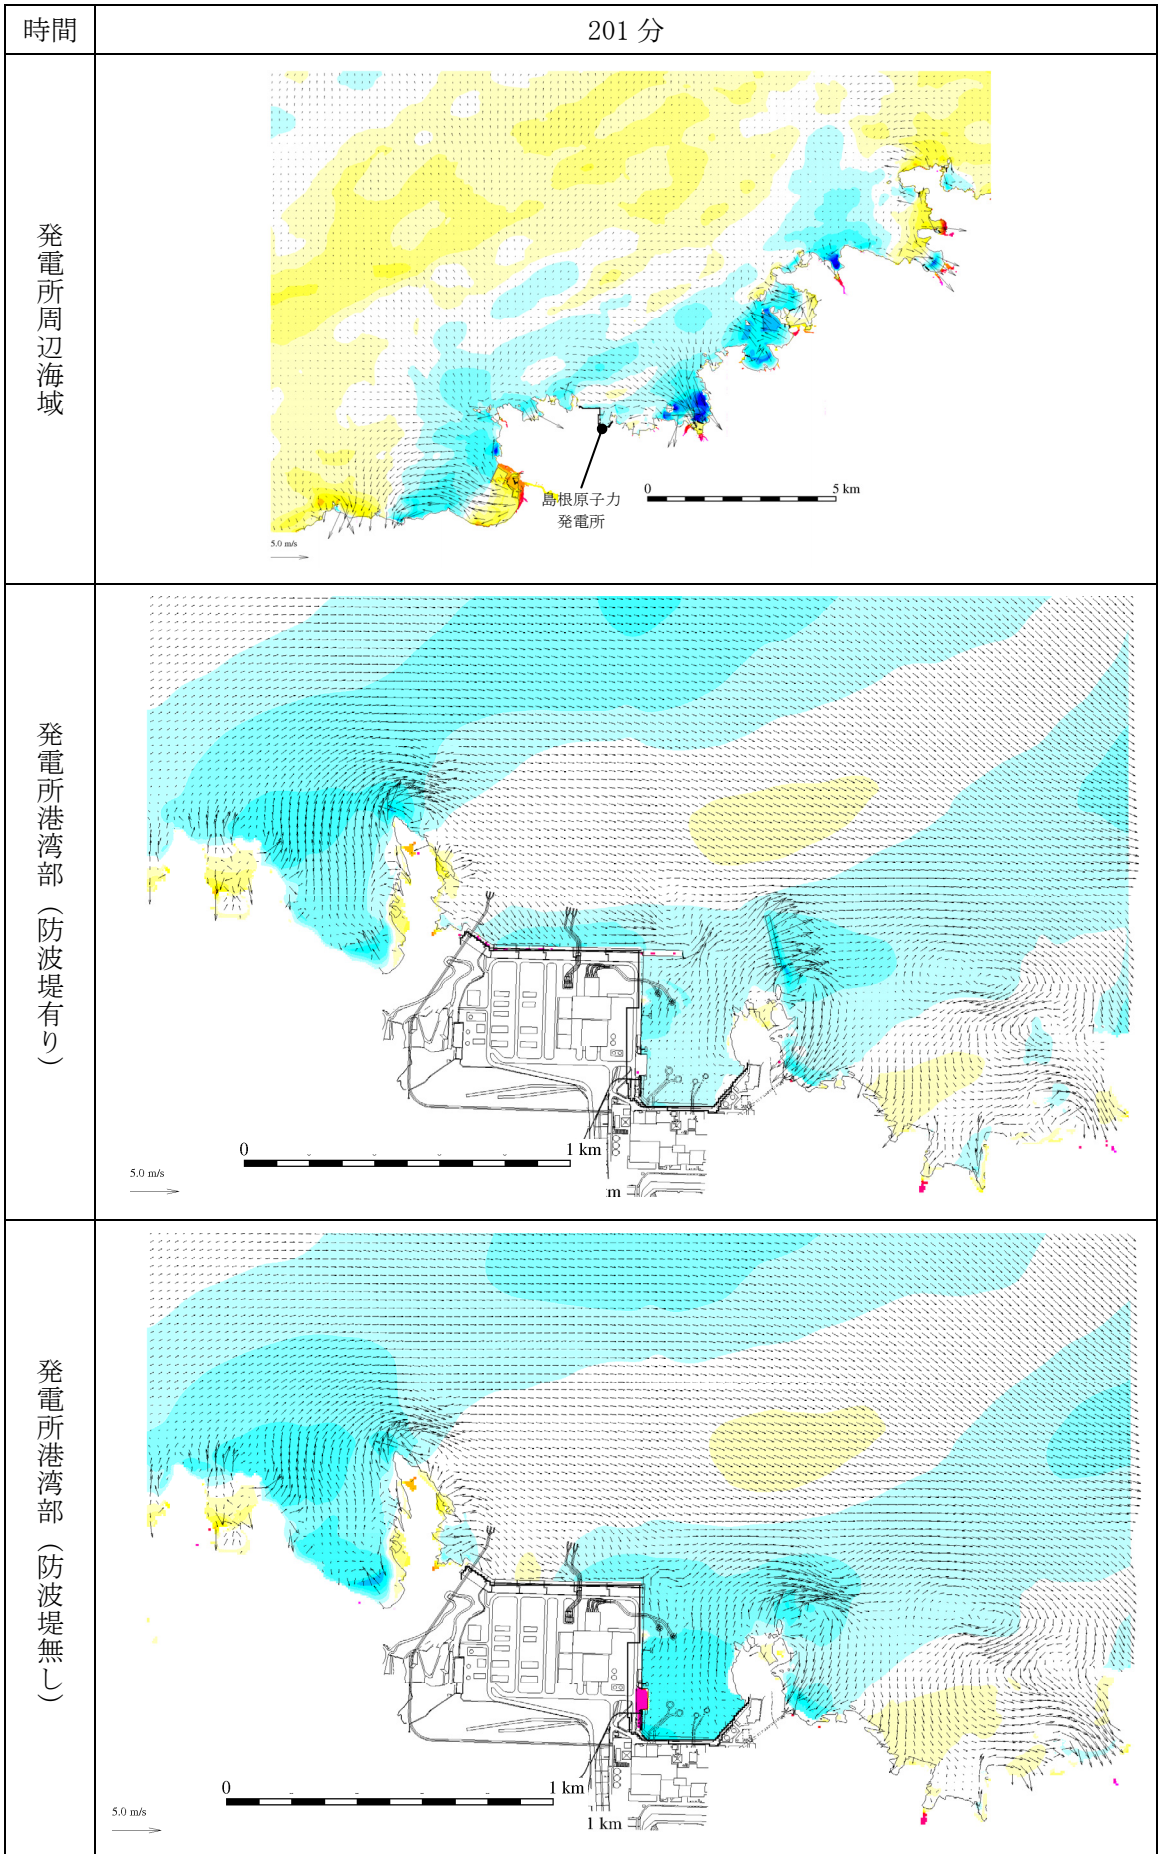 時間
201 分
発電所周辺海域
島根原子力
発電所
0
5 km
5.0 m/s
発電所港湾部（防波堤有り）
0
1 km
5.0 m/s
m
発電所港湾部（防波堤無し）
0
1 km
5.0 m/s
1 km